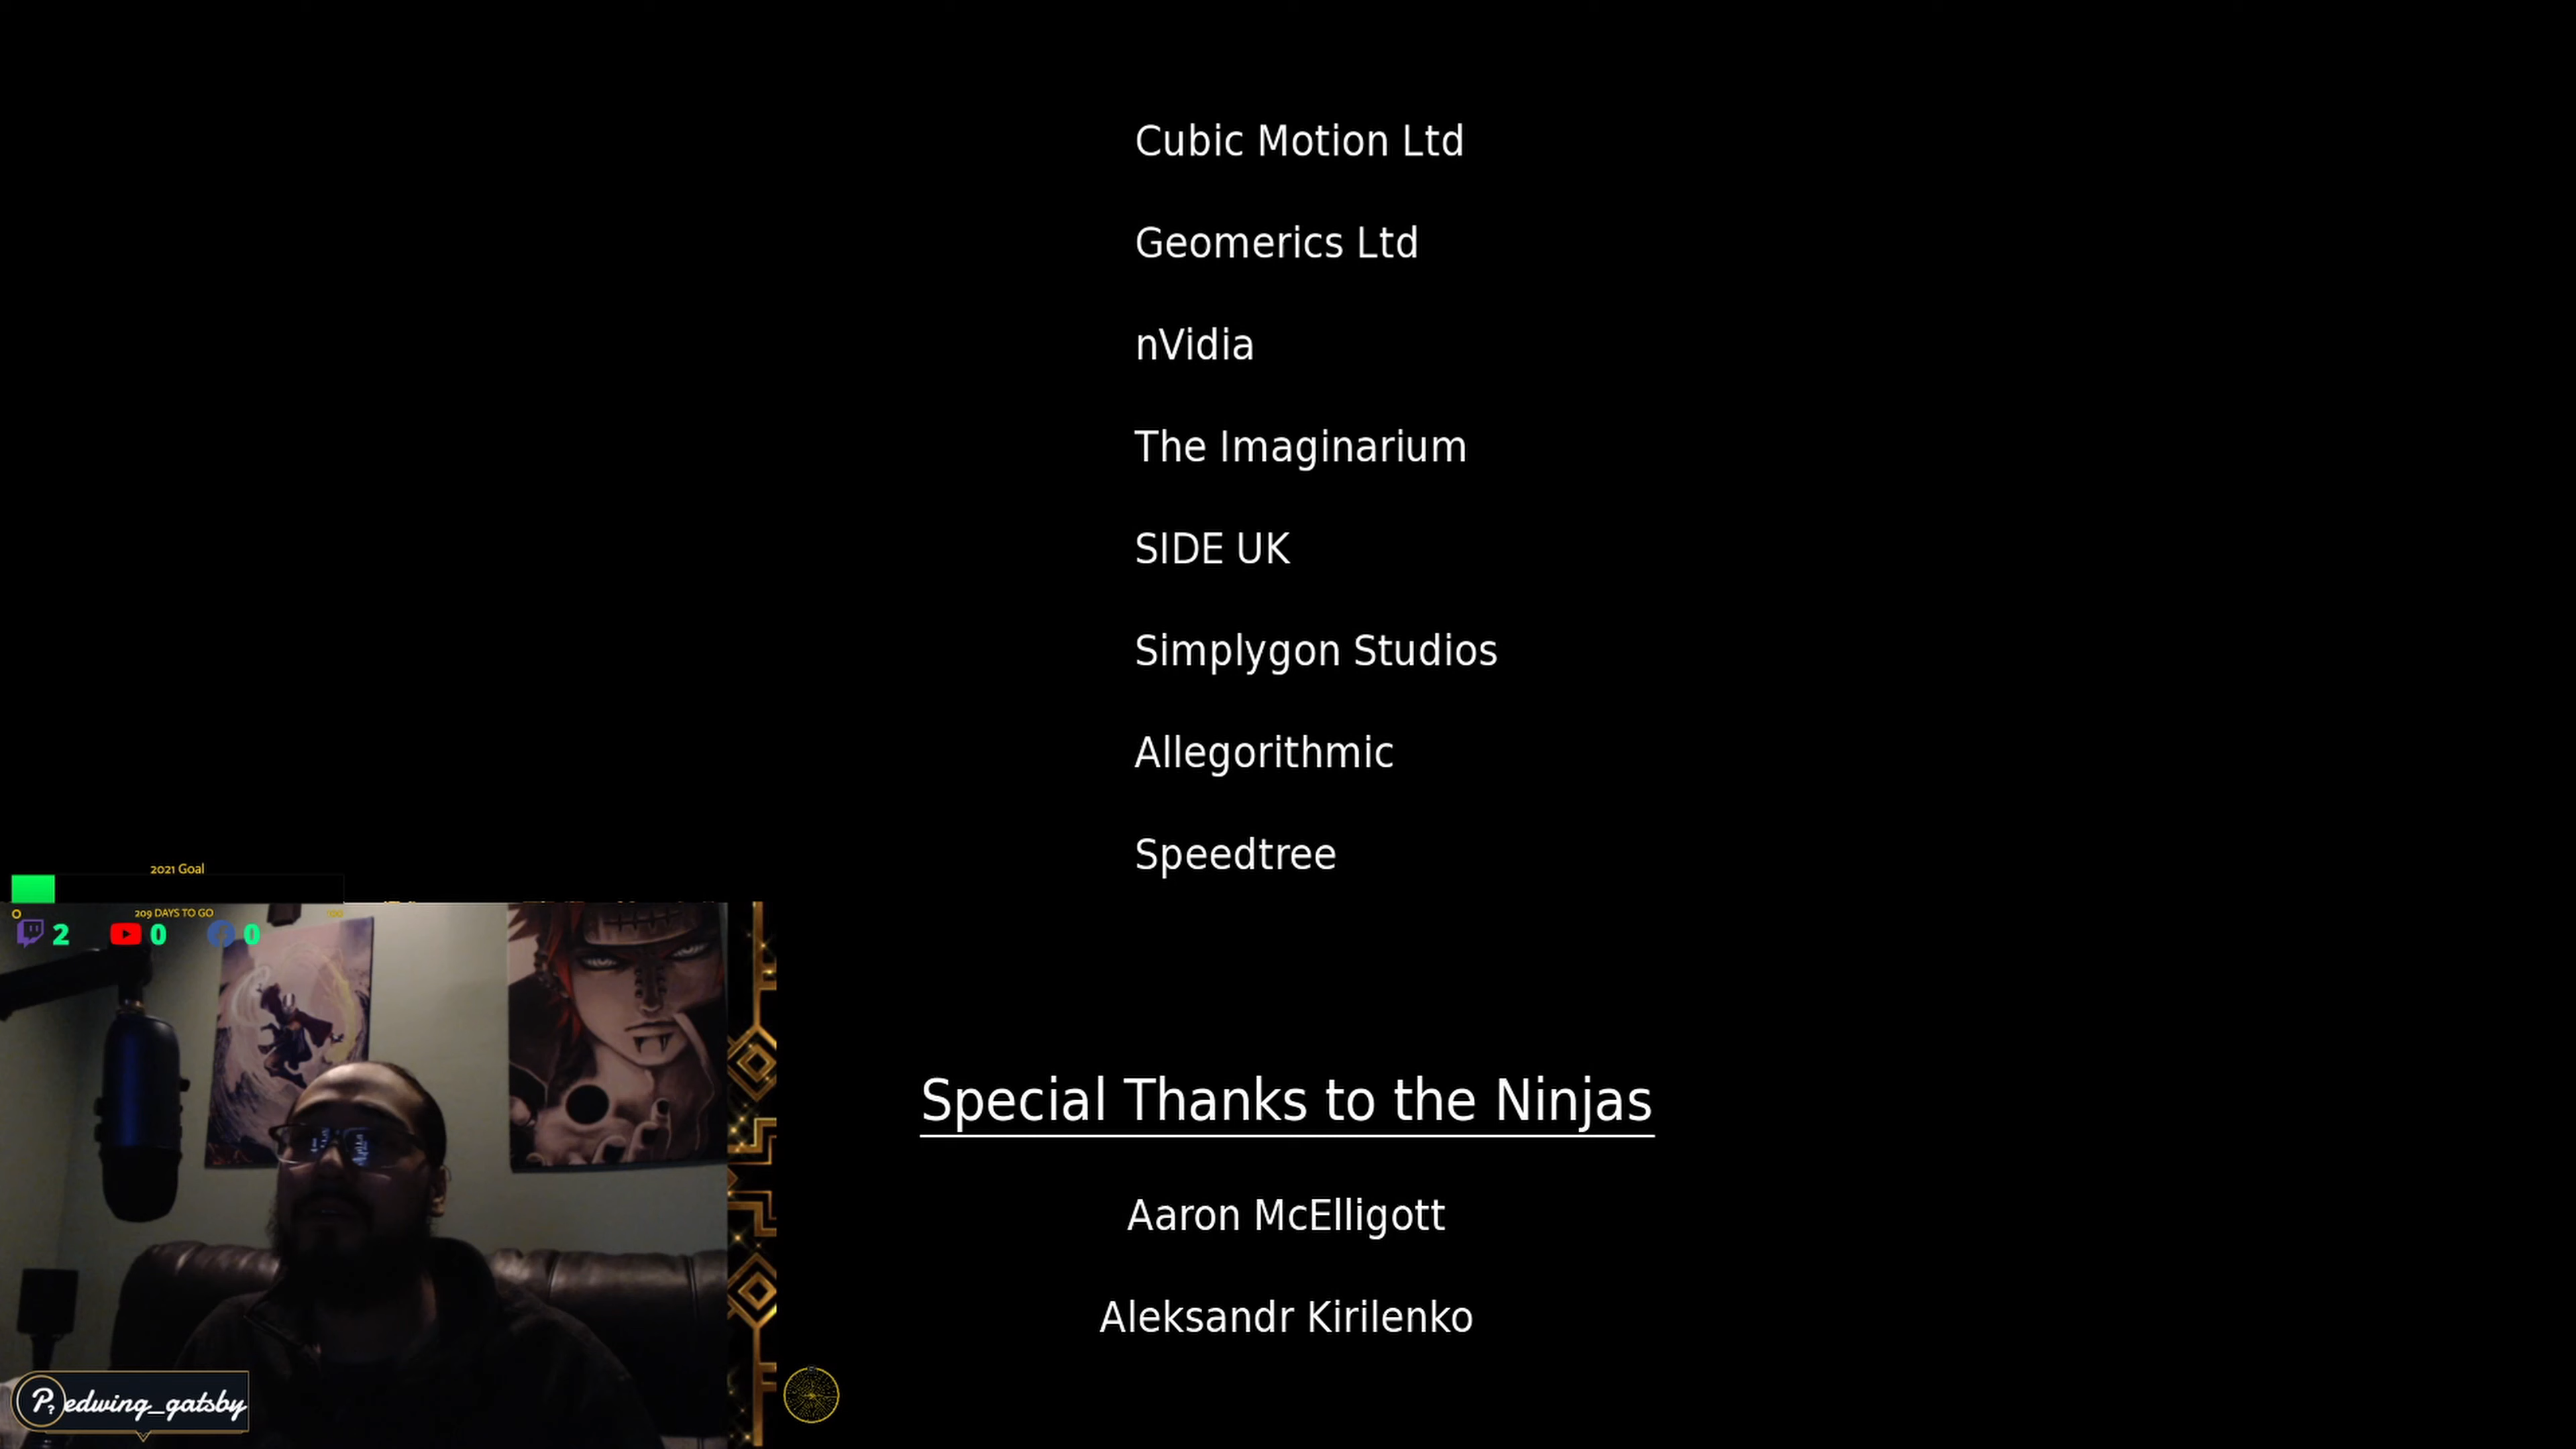 Cubic Motion Ltd
Geomerics Ltd
nVidia
The Imaginarium
SIDE UK
Simplygon Studios
Allegorithmic
Speedtree
2021 Goal
0
209 DAYS TO GO
2
0
0
Special Thanks to the Ninjas
Aaron McElligott
Aleksandr Kirilenko
edwing_gatsby